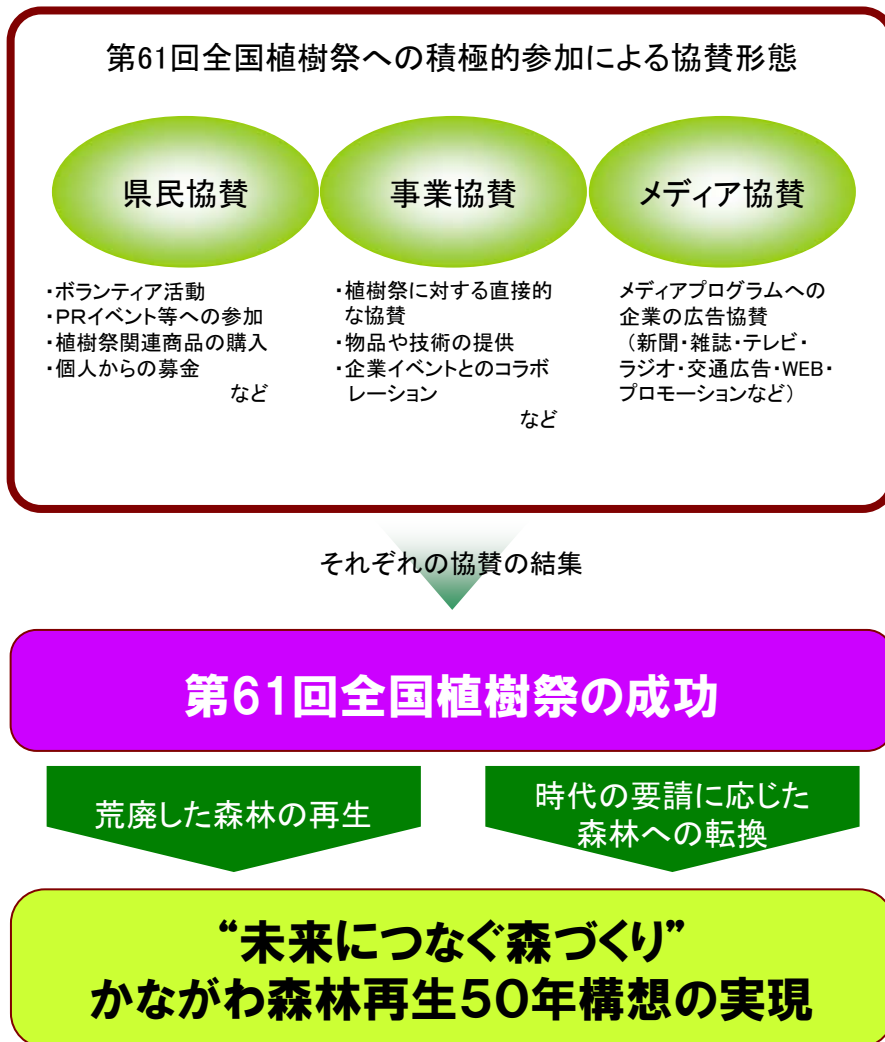 第61回全国植樹祭への積極的参加による協賛形態
県民協賛
事業協賛
メディア協賛
・ボランティア活動
・PRイベント等への参加
・植樹祭関連商品の購入
・個人からの募金
など
・植樹祭に対する直接的
な協賛
・物品や技術の提供
・企業イベントとのコラボ
レーション
など
メディアプログラムへの
企業の広告協賛
（新聞・雑誌・テレビ・
ラジオ・交通広告・WEB・
プロモーションなど）
それぞれの協賛の結集
第61回全国植樹祭の成功
荒廃した森林の再生
時代の要請に応じた
森林への転換
“未来につなぐ森づくり”
かながわ森林再生50年構想の実現